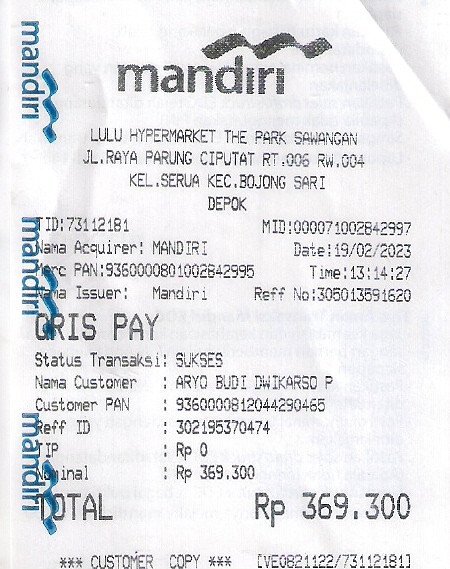 mandiri
mandiri
LULU HYPERMARKET THE PARK SAWANGAN
JL.RAYA PARUNG CIPUTAT RT.006 RW.004
KEL.SERUA KEC.BOJONG SARI
DEPOK
TID:73112181 MID:000071002842997
Nama Acquirer: MANDIRI Date:19/02/2023
Merc PAN:9360000801002842995 Time:13:14:27
Nama Issuer: Mandiri Reff No:305013591620
mandiri
QRIS PAY
Status Transaksi: SUKSES
Nama Customer : ARYO BUDI DWIKARSO P
Customer PAN : 9360000812044290465
Reff ID : 302195370474
TIP : Rp 0
Nominal : Rp 369.300
mandiri
TOTAL Rp 369.300
*** CUSTOMER COPY *** [VE0821122/73112181]